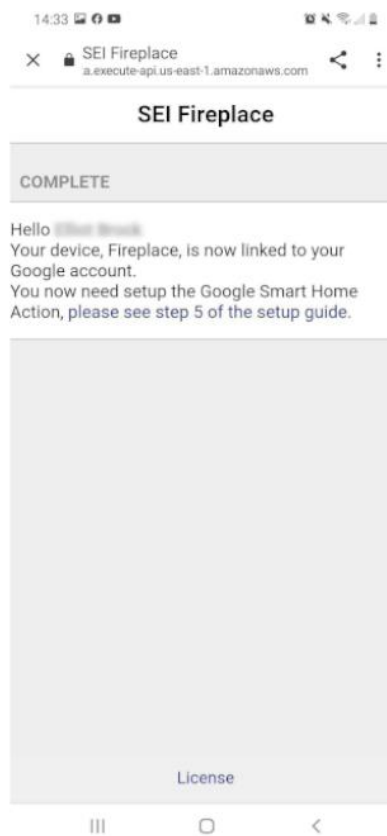 14:33
SEI Fireplace
a.execute-api.us-east-1.amazonaws.com
SEI Fireplace
COMPLETE
Hello
Your device, Fireplace, is now linked to your
Google account.
You now need setup the Google Smart Home
Action, please see step 5 of the setup guide.
License